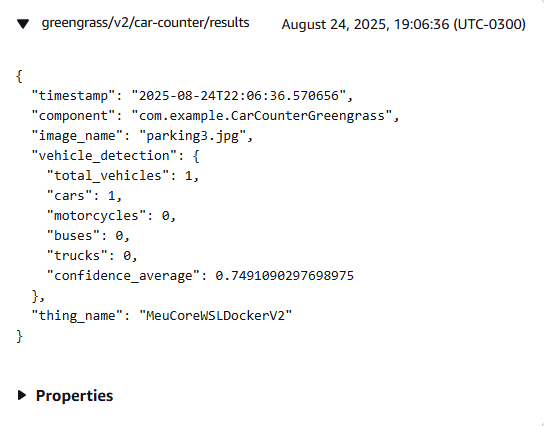 greengrass/v2/car-counter/results August 24, 2025, 19:06:36 (UTC-0300)
{
  "timestamp": "2025-08-24T22:06:36.570656",
  "component": "com.example.CarCounterGreengrass",
  "image_name": "parking3.jpg",
  "vehicle_detection": {
    "total_vehicles": 1,
    "cars": 1,
    "motorcycles": 0,
    "buses": 0,
    "trucks": 0,
    "confidence_average": 0.7491090297698975
  },
  "thing_name": "MeuCoreWSLDockerV2"
}
Properties